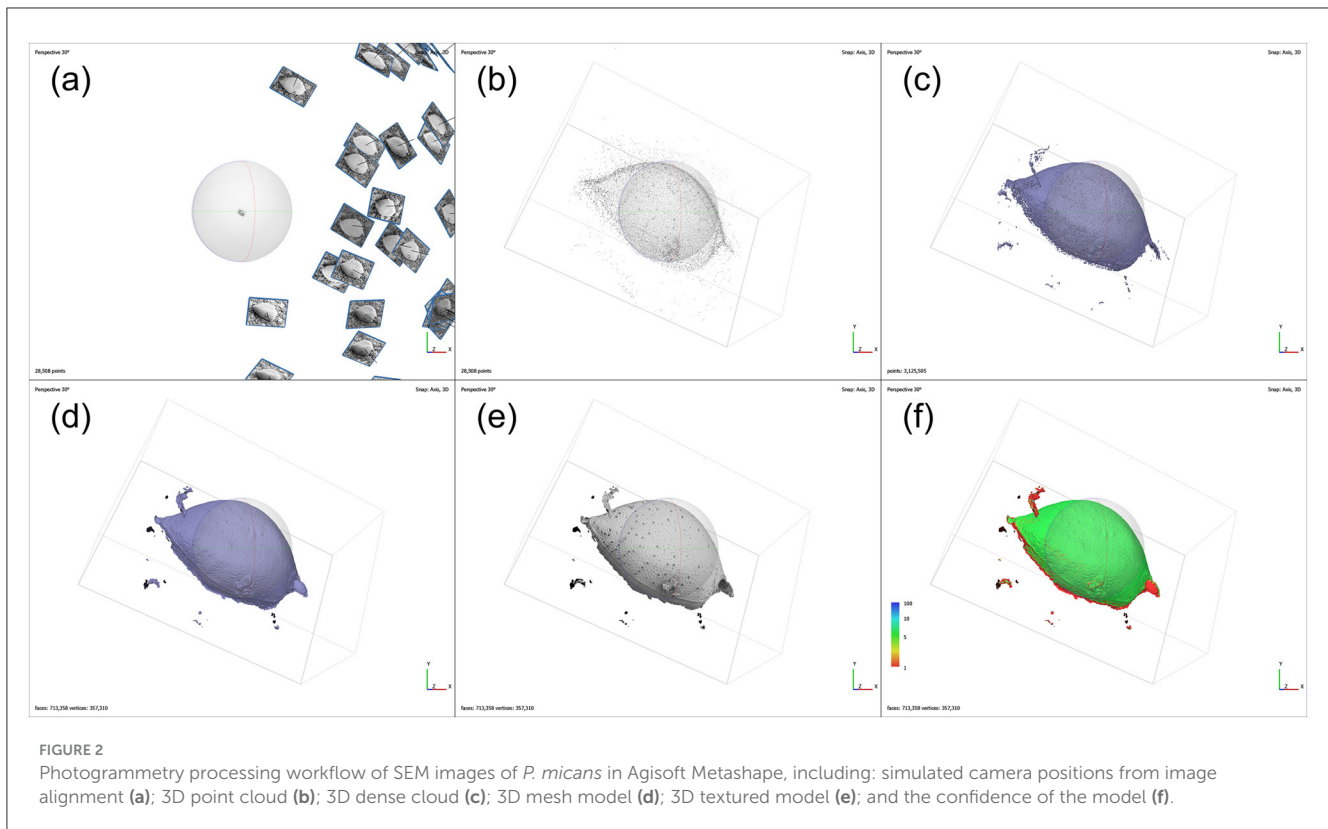 Perspective 30°
Snap: Axis, 3D
(a)
28,508 points
Y
Z
X
Perspective 30°
Snap: Axis, 3D
(b)
28,508 points
Y
Z
X
Perspective 30°
Snap: Axis, 3D
(c)
points: 3,125,505
Y
Z
X
Perspective 30°
Snap: Axis, 3D
(d)
faces: 713,358 vertices: 357,310
Y
Z
X
Perspective 30°
Snap: Axis, 3D
(e)
faces: 713,358 vertices: 357,310
Y
Z
X
Perspective 30°
Snap: Axis, 3D
(f)
100
10
5
1
faces: 713,358 vertices: 357,310
Y
Z
X
FIGURE 2
Photogrammetry processing workflow of SEM images of P. micans in Agisoft Metashape, including: simulated camera positions from image
alignment (a); 3D point cloud (b); 3D dense cloud (c); 3D mesh model (d); 3D textured model (e); and the confidence of the model (f).